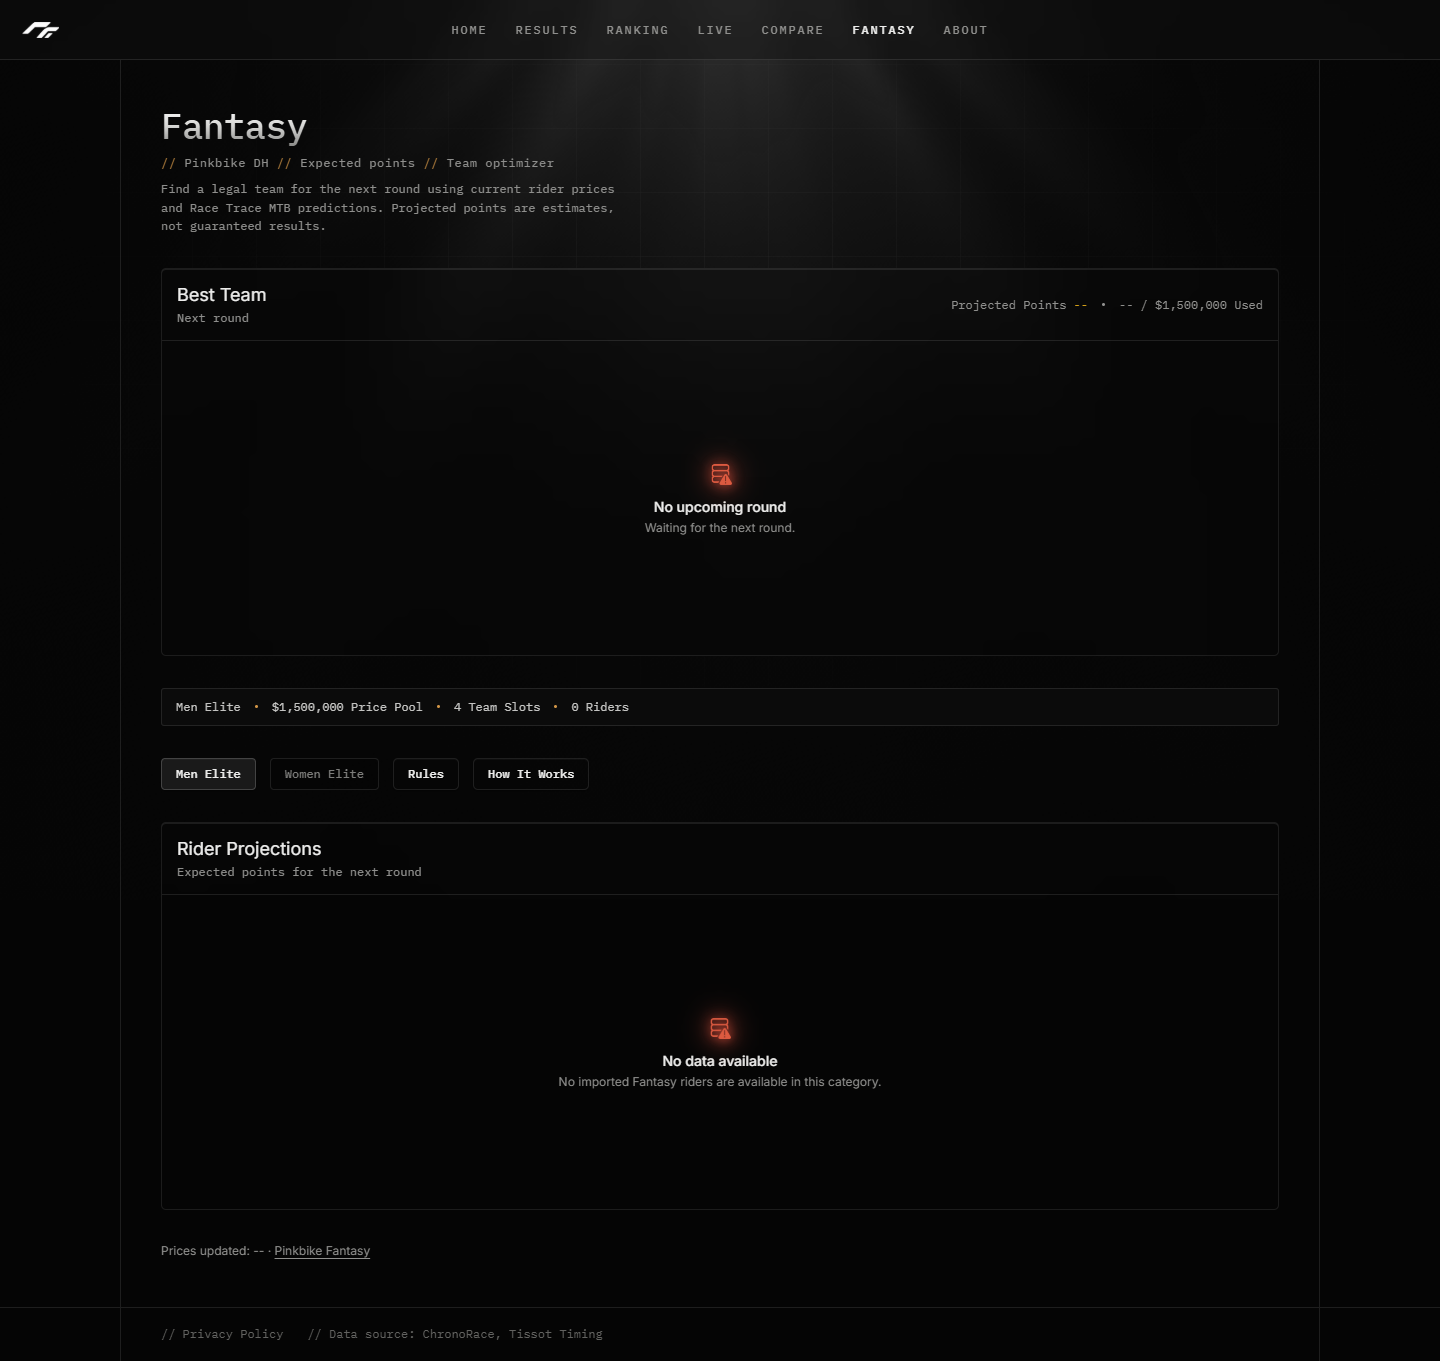 HOME RESULTS RANKING LIVE COMPARE FANTASY ABOUT
Fantasy
// Pinkbike DH // Expected points // Team optimizer
Find a legal team for the next round using current rider prices
and Race Trace MTB predictions. Projected points are estimates,
not guaranteed results.
Best Team
Next round
Projected Points -- • -- / $1,500,000 Used
No upcoming round
Waiting for the next round.
Men Elite • $1,500,000 Price Pool • 4 Team Slots • 0 Riders
Men Elite Women Elite Rules How It Works
Rider Projections
Expected points for the next round
No data available
No imported Fantasy riders are available in this category.
Prices updated: -- · Pinkbike Fantasy
// Privacy Policy // Data source: ChronoRace, Tissot Timing